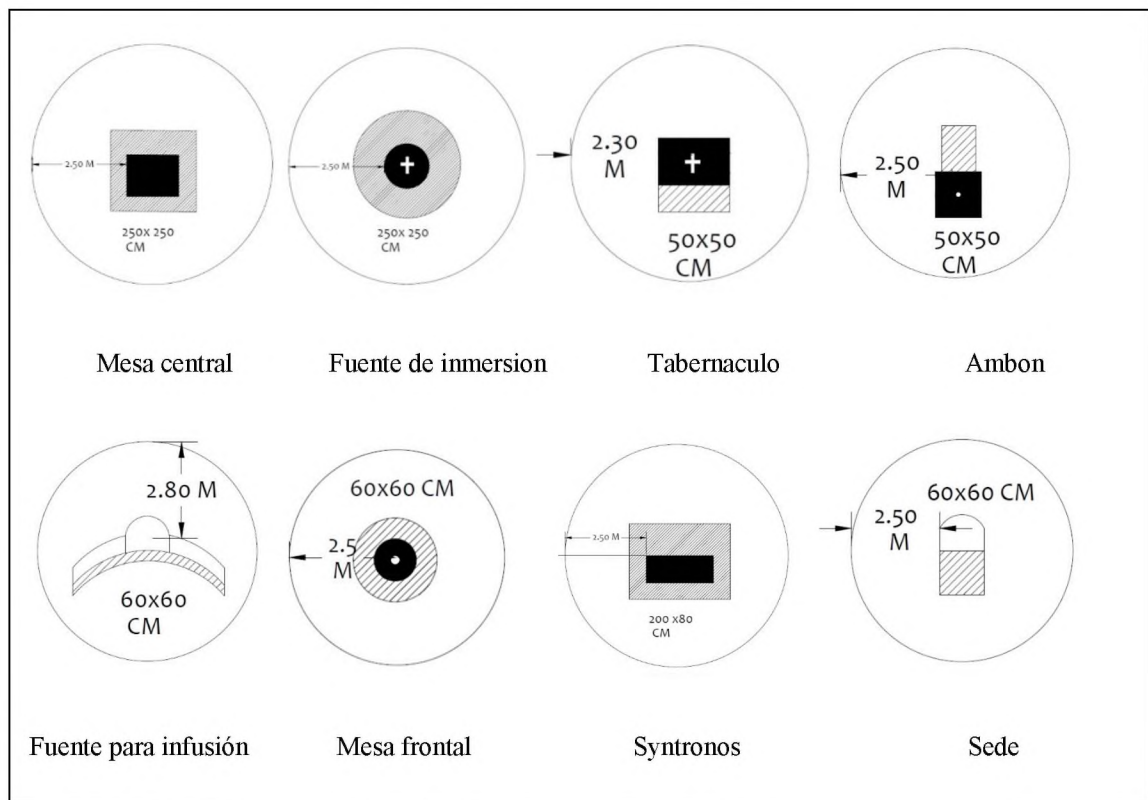 2.50 M
250x 250
CM
2.50 M
250x 250
CM
2.30
M
50x50
CM
2.50
M
50x50
CM
Mesa central
Fuente de inmersion
Tabernaculo
Ambon
2.80 M
60x60
CM
60x60 CM
2.5
M
2.50 M
200 x80
CM
60x60 CM
2.50
M
Fuente para infusión
Mesa frontal
Syntronos
Sede